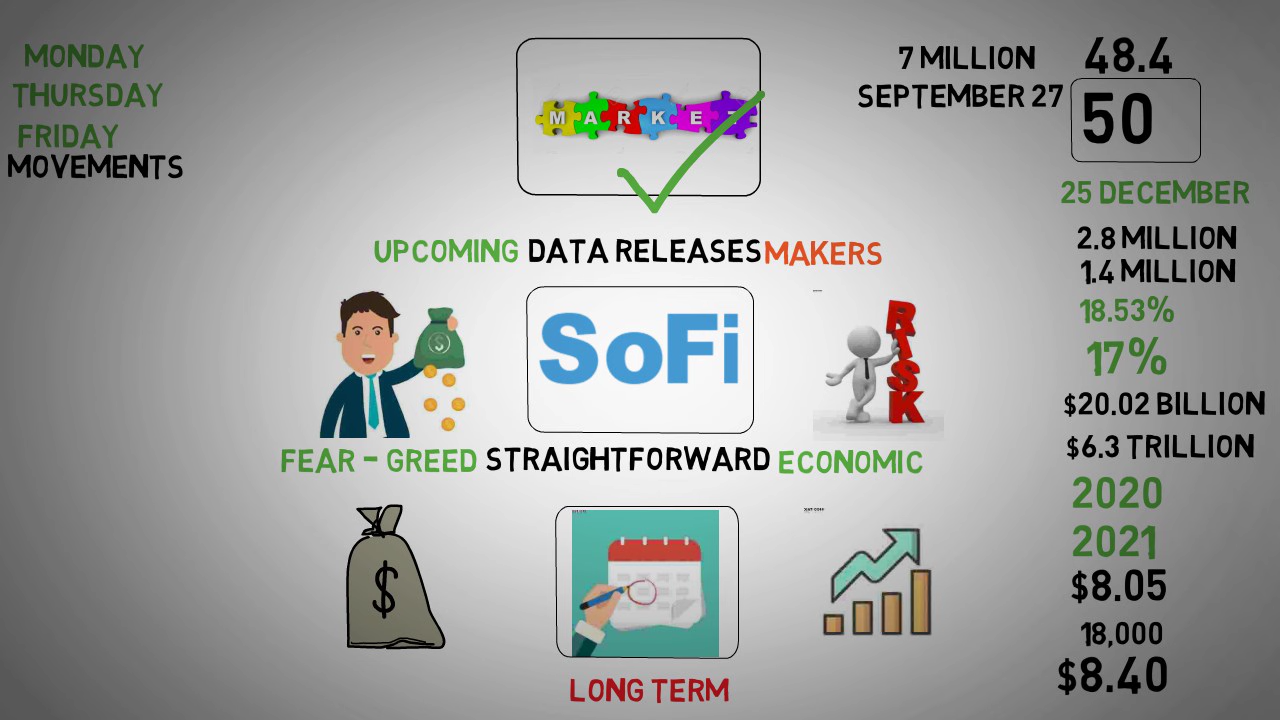 MONDAY
THURSDAY
FRIDAY
MOVEMENTS
MARKET
7 MILLION
48.4
SEPTEMBER 27
50
25 DECEMBER
2.8 MILLION
1.4 MILLION
18.53%
17%
$20.02 BILLION
$6.3 TRILLION
2020
2021
$8.05
18,000
$8.40
UPCOMING DATA RELEASES MAKERS
SoFi
RISK
$
FEAR - GREED STRAIGHTFORWARD ECONOMIC
$
LONG TERM